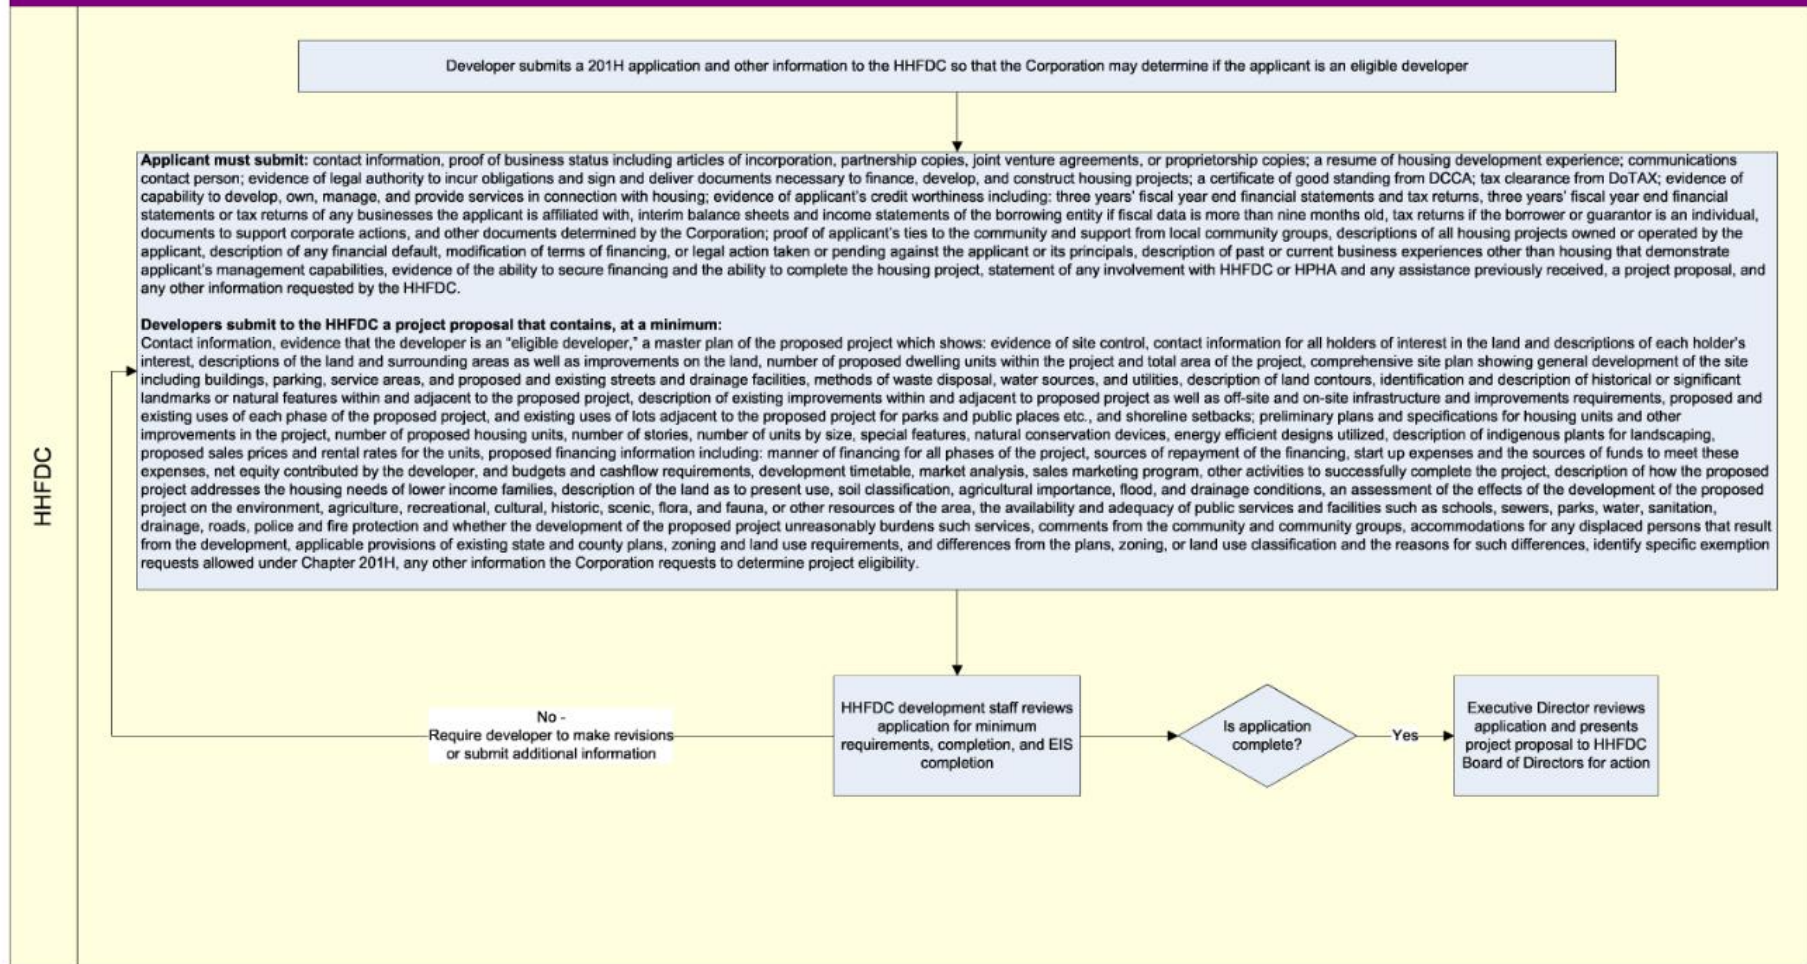 Developer submits a 201H application and other information to the HHFDC so that the Corporation may determine if the applicant is an eligible developer
Applicant must submit: contact information, proof of business status including articles of incorporation, partnership copies, joint venture agreements, or proprietorship copies; a resume of housing development experience; communications
contact person; evidence of legal authority to incur obligations and sign and deliver documents necessary to finance, develop, and construct housing projects; a certificate of good standing from DCCA; tax clearance from DoTAX; evidence of
capability to develop, own, manage, and provide services in connection with housing; evidence of applicant's credit worthiness including: three years' fiscal year end financial statements and tax returns, three years' fiscal year end financial
statements or tax returns of any businesses the applicant is affiliated with, interim balance sheets and income statements of the borrowing entity if fiscal data is more than nine months old, tax returns if the borrower or guarantor is an individual,
documents to support corporate actions, and other documents determined by the Corporation; proof of applicant's ties to the community and support from local community groups, descriptions of all housing projects owned or operated by the
applicant, description of any financial default, modification of terms of financing, or legal action taken or pending against the applicant or its principals, description of past or current business experiences other than housing that demonstrate
applicant's management capabilities, evidence of the ability to secure financing and the ability to complete the housing project, statement of any involvement with HHFDC or HPHA and any assistance previously received, a project proposal, and
any other information requested by the HHFDC.
Developers submit to the HHFDC a project proposal that contains, at a minimum:
Contact information, evidence that the developer is an "eligible developer," a master plan of the proposed project which shows: evidence of site control, contact information for all holders of interest in the land and descriptions of each holder's
interest, descriptions of the land and surrounding areas as well as improvements on the land, number of proposed dwelling units within the project and total area of the project, comprehensive site plan showing general development of the site
including buildings, parking, service areas, and proposed and existing streets and drainage facilities, methods of waste disposal, water sources, and utilities, description of land contours, identification and description of historical or significant
landmarks or natural features within and adjacent to the proposed project, description of existing improvements within and adjacent to proposed project as well as off-site and on-site infrastructure and improvements requirements, proposed and
existing uses of each phase of the proposed project, and existing uses of lots adjacent to the proposed project for parks and public places etc., and shoreline setbacks; preliminary plans and specifications for housing units and other
improvements in the project, number of proposed housing units, number of stories, number of units by size, special features, natural conservation devices, energy efficient designs utilized, description of indigenous plants for landscaping,
proposed sales prices and rental rates for the units, proposed financing information including: manner of financing for all phases of the project, sources of repayment of the financing, start up expenses and the sources of funds to meet these
expenses, net equity contributed by the developer, and budgets and cashflow requirements, development timetable, market analysis, sales marketing program, other activities to successfully complete the project, description of how the proposed
project addresses the housing needs of lower income families, description of the land as to present use, soil classification, agricultural importance, flood, and drainage conditions, an assessment of the effects of the development of the proposed
project on the environment, agriculture, recreational, cultural, historic, scenic, flora, and fauna, or other resources of the area, the availability and adequacy of public services and facilities such as schools, sewers, parks, water, sanitation,
drainage, roads, police and fire protection and whether the development of the proposed project unreasonably burdens such services, comments from the community and community groups, accommodations for any displaced persons that result
from the development, applicable provisions of existing state and county plans, zoning and land use requirements, and differences from the plans, zoning, or land use classification and the reasons for such differences, identify specific exemption
requests allowed under Chapter 201H, any other information the Corporation requests to determine project eligibility.
HHFDC
No -
Require developer to make revisions
or submit additional information
HHFDC development staff reviews
application for minimum
requirements, completion, and EIS
completion
Is application
complete?
Yes
Executive Director reviews
application and presents
project proposal to HHFDC
Board of Directors for action